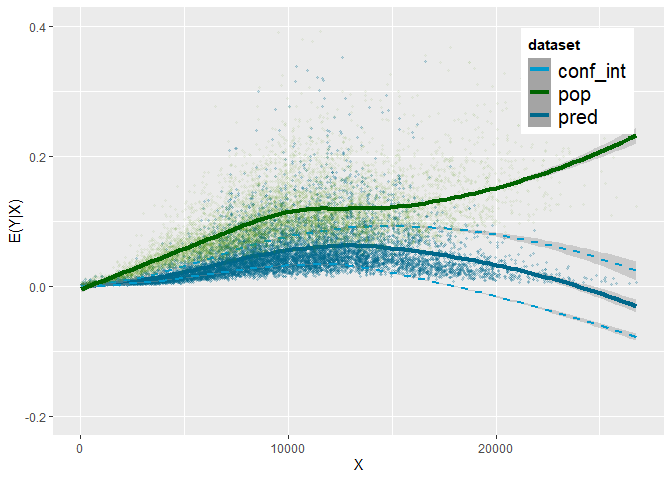 0.4
0.2
0.0
-0.2
E(Y|X)
dataset
conf_int
pop
pred
0
10000
20000
X